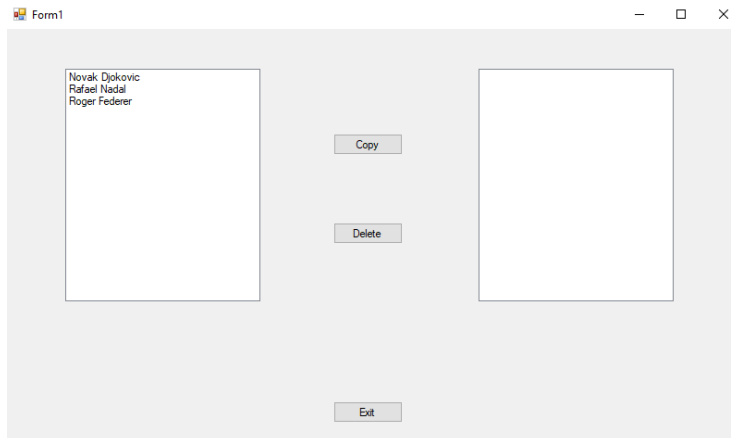 Form1
Novak Djokovic
Rafael Nadal
Roger Federer
Copy
Delete
Exit